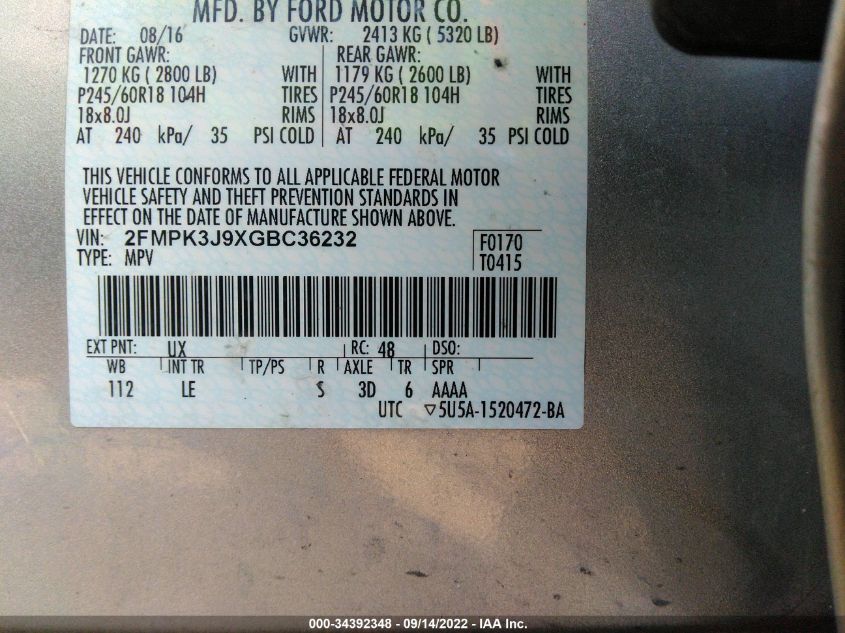 MFD. BY FORD MOTOR CO.
DATE: 08/16 GVWR: 2413 KG ( 5320 LB)
FRONT GAWR: REAR GAWR:
1270 KG ( 2800 LB) WITH 1179 KG ( 2600 LB) WITH
P245/60R18 104H TIRES P245/60R18 104H TIRES
18x8.0J RIMS 18x8.0J RIMS
AT 240 kPa/ 35 PSI COLD AT 240 kPa/ 35 PSI COLD
THIS VEHICLE CONFORMS TO ALL APPLICABLE FEDERAL MOTOR
VEHICLE SAFETY AND THEFT PREVENTION STANDARDS IN
EFFECT ON THE DATE OF MANUFACTURE SHOWN ABOVE.
VIN: 2FMPK3J9XGBC36232 F0170
TYPE: MPV T0415
EXT PNT: UX RC: 48 DSO:
WB INT TR TP/PS R AXLE TR SPR
112 LE S 3D 6 AAAA
UTC ▽5U5A-1520472-BA
000-34392348 - 09/14/2022 - IAA Inc.